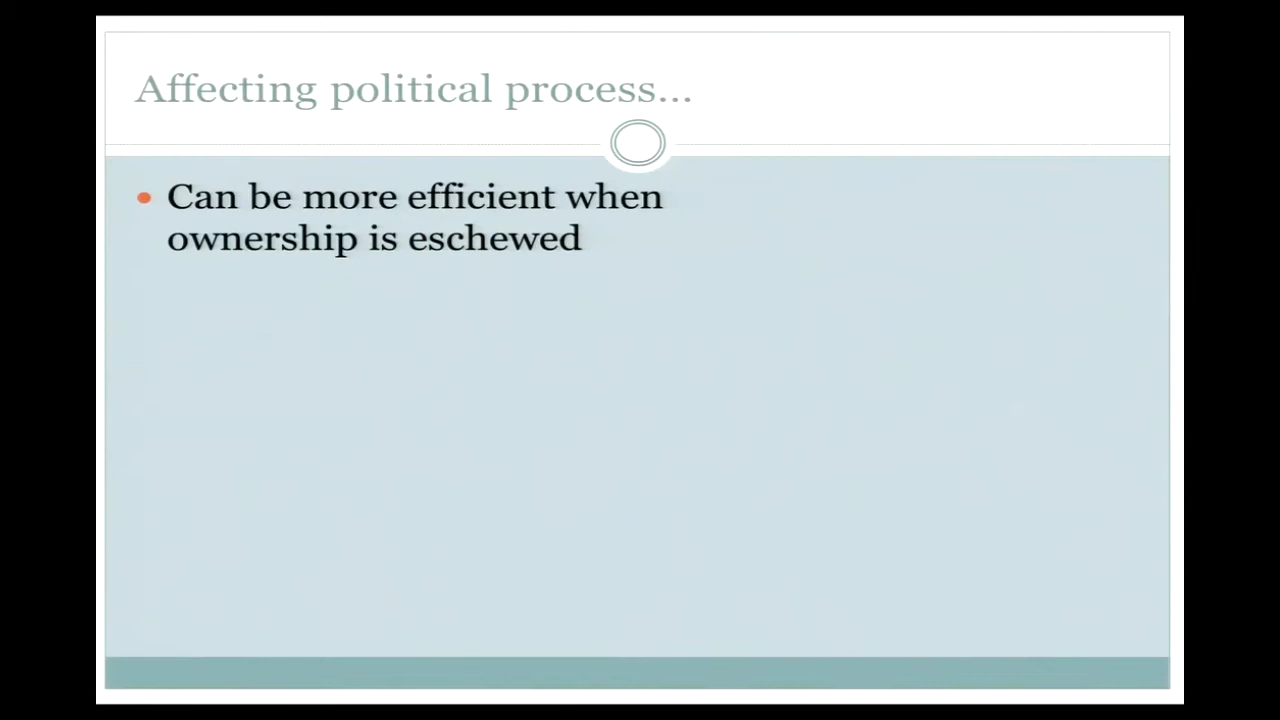 Affecting political process...
• Can be more efficient when
ownership is eschewed